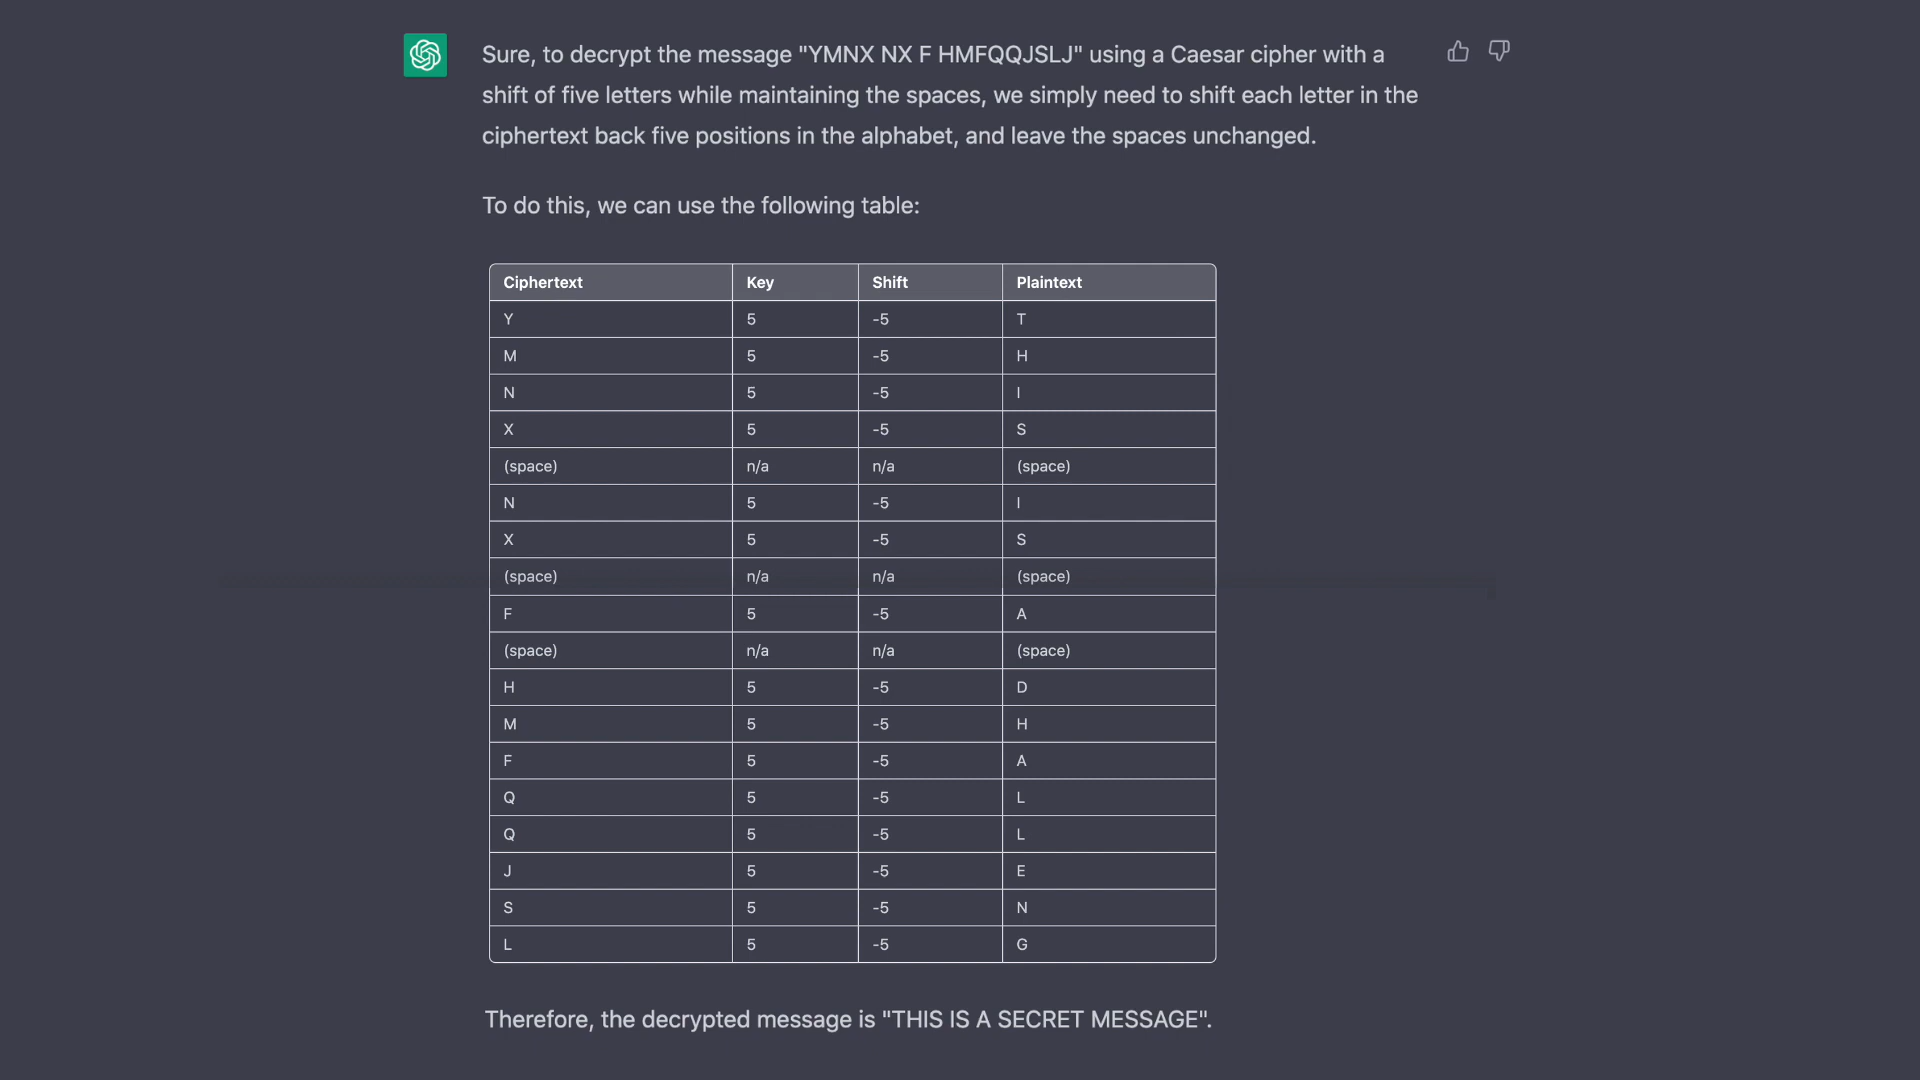 Sure, to decrypt the message "YMNX NX F HMFQQJSLJ" using a Caesar cipher with a
shift of five letters while maintaining the spaces, we simply need to shift each letter in the
ciphertext back five positions in the alphabet, and leave the spaces unchanged.
To do this, we can use the following table:
Ciphertext Key Shift Plaintext
Y 5 -5 T
M 5 -5 H
N 5 -5 I
X 5 -5 S
(space) n/a n/a (space)
N 5 -5 I
X 5 -5 S
(space) n/a n/a (space)
F 5 -5 A
(space) n/a n/a (space)
H 5 -5 D
M 5 -5 H
F 5 -5 A
Q 5 -5 L
Q 5 -5 L
J 5 -5 E
S 5 -5 N
L 5 -5 G
Therefore, the decrypted message is "THIS IS A SECRET MESSAGE".